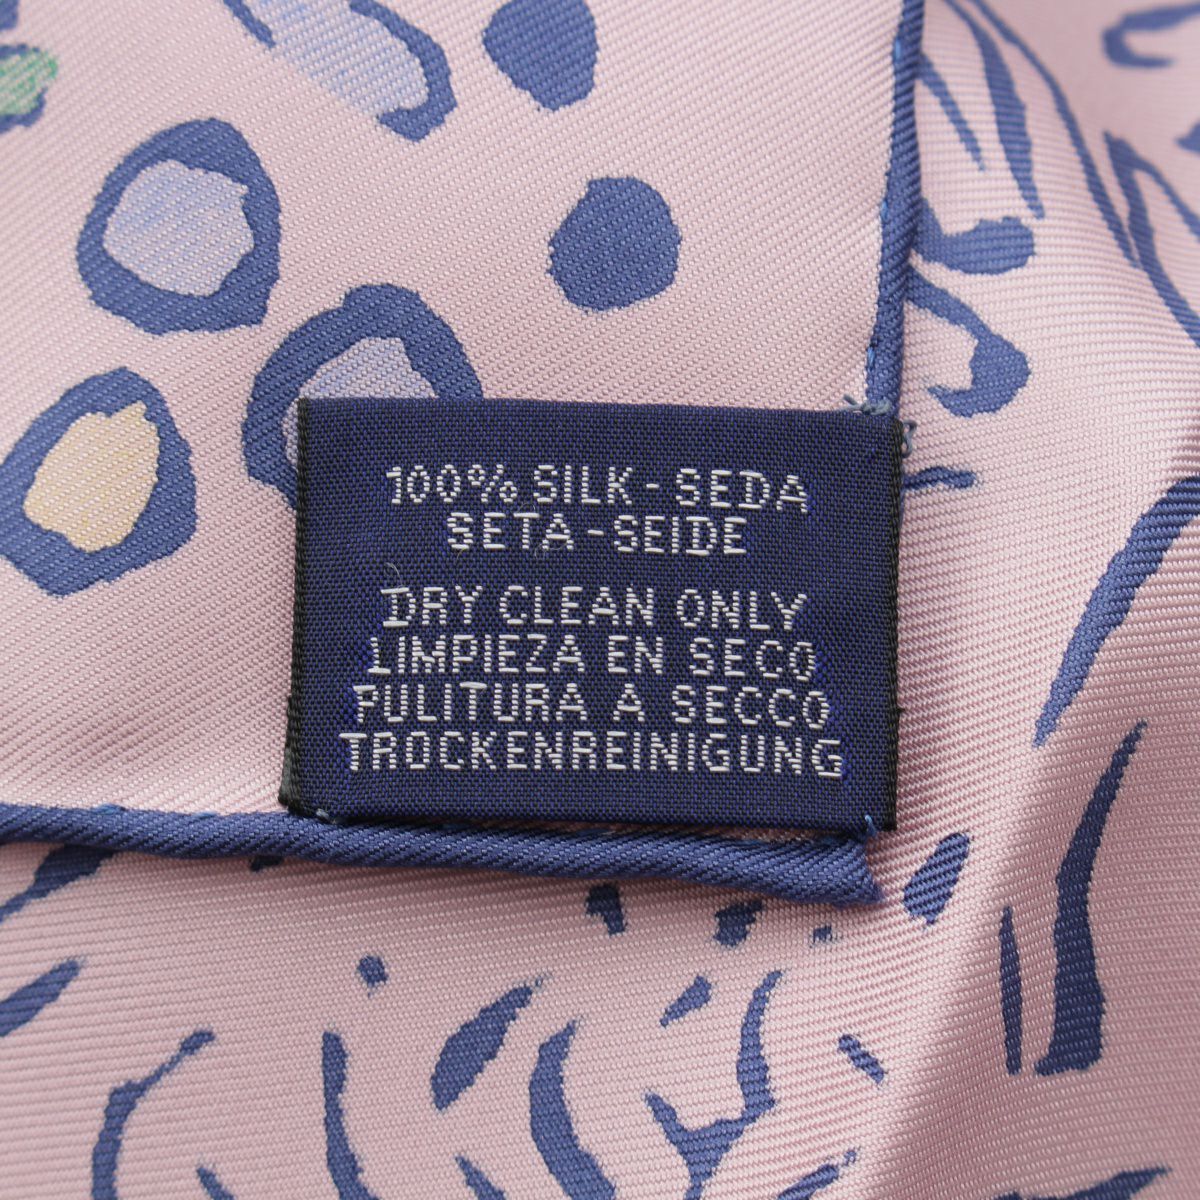 100% SILK-SEDA
SETA-SEIDE
DRY CLEAN ONLY
LIMPIEZA EN SECO
PULITURA A SECCO
TROCKENREINIGUNG